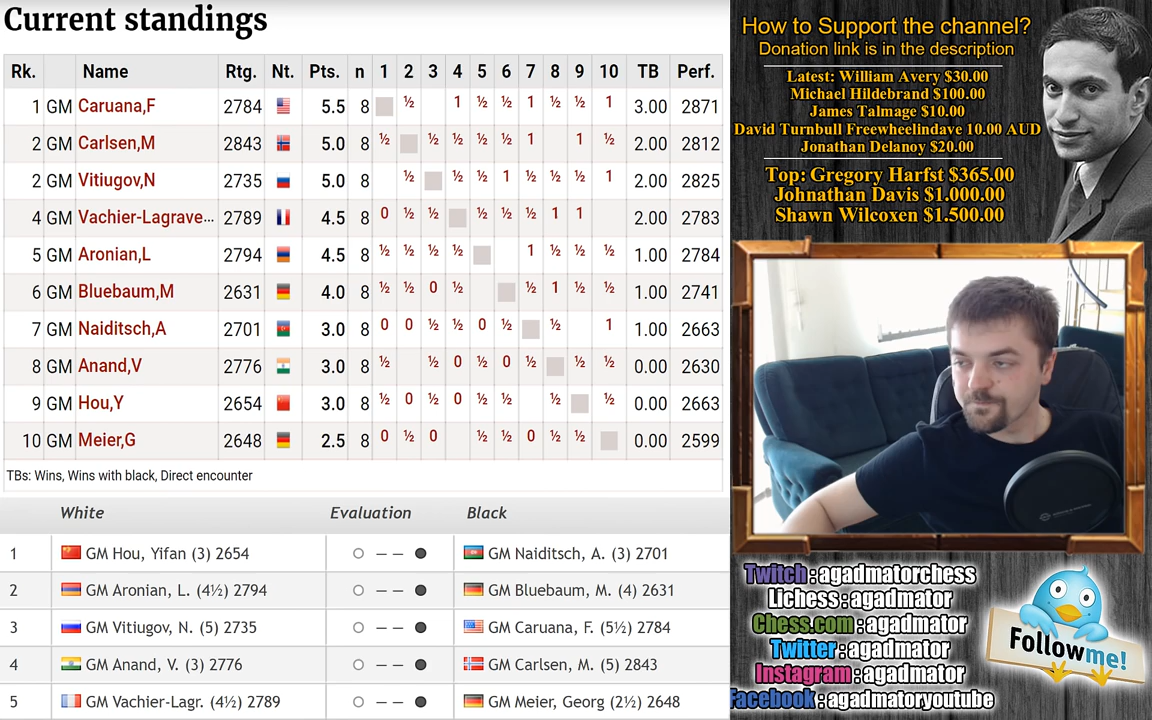 Current standings
Rk. Name Rtg. Nt. Pts. n 1 2 3 4 5 6 7 8 9 10 TB Perf.
1 GM Caruana,F 2784 5.5 8 ½ 1 ½ ½ 1 ½ ½ 1 3.00 2871
2 GM Carlsen,M 2843 5.0 8 ½ ½ ½ ½ ½ 1 1 ½ 2.00 2812
2 GM Vitiugov,N 2735 5.0 8 ½ ½ ½ 1 ½ ½ ½ 1 2.00 2825
4 GM Vachier-Lagrave... 2789 4.5 8 0 ½ ½ ½ ½ ½ 1 1 2.00 2783
5 GM Aronian,L 2794 4.5 8 ½ ½ ½ ½ 1 ½ ½ ½ 1.00 2784
6 GM Bluebaum,M 2631 4.0 8 ½ ½ 0 ½ ½ 1 ½ ½ 1.00 2741
7 GM Naiditsch,A 2701 3.0 8 0 0 ½ ½ 0 ½ ½ 1 1.00 2663
8 GM Anand,V 2776 3.0 8 ½ ½ 0 ½ 0 ½ ½ ½ 0.00 2630
9 GM Hou,Y 2654 3.0 8 ½ 0 ½ 0 ½ ½ ½ ½ 0.00 2663
10 GM Meier,G 2648 2.5 8 0 ½ 0 ½ ½ 0 ½ ½ 0.00 2599
TBs: Wins, Wins with black, Direct encounter
White Evaluation Black
1 GM Hou, Yifan (3) 2654 – – GM Naiditsch, A. (3) 2701
2 GM Aronian, L. (4½) 2794 – – GM Bluebaum, M. (4) 2631
3 GM Vitiugov, N. (5) 2735 – – GM Caruana, F. (5½) 2784
4 GM Anand, V. (3) 2776 – – GM Carlsen, M. (5) 2843
5 GM Vachier-Lagr. (4½) 2789 – – GM Meier, Georg (2½) 2648
How to Support the channel?
Donation link is in the description
Latest: William Avery $30.00
Michael Hildebrand $100.00
James Talmage $10.00
David Turnbull Freewheelindave 10.00 AUD
Jonathan Delanoy $20.00
Top: Gregory Harfst $365.00
Johnathan Davis $1.000.00
Shawn Wilcoxen $1.500.00
Twitch:agadmatorchess
Lichess:agadmator
Chess.com:agadmator
Twitter:agadmator
Instagram:agadmator
Facebook:agadmatoryoutube
Follow me!